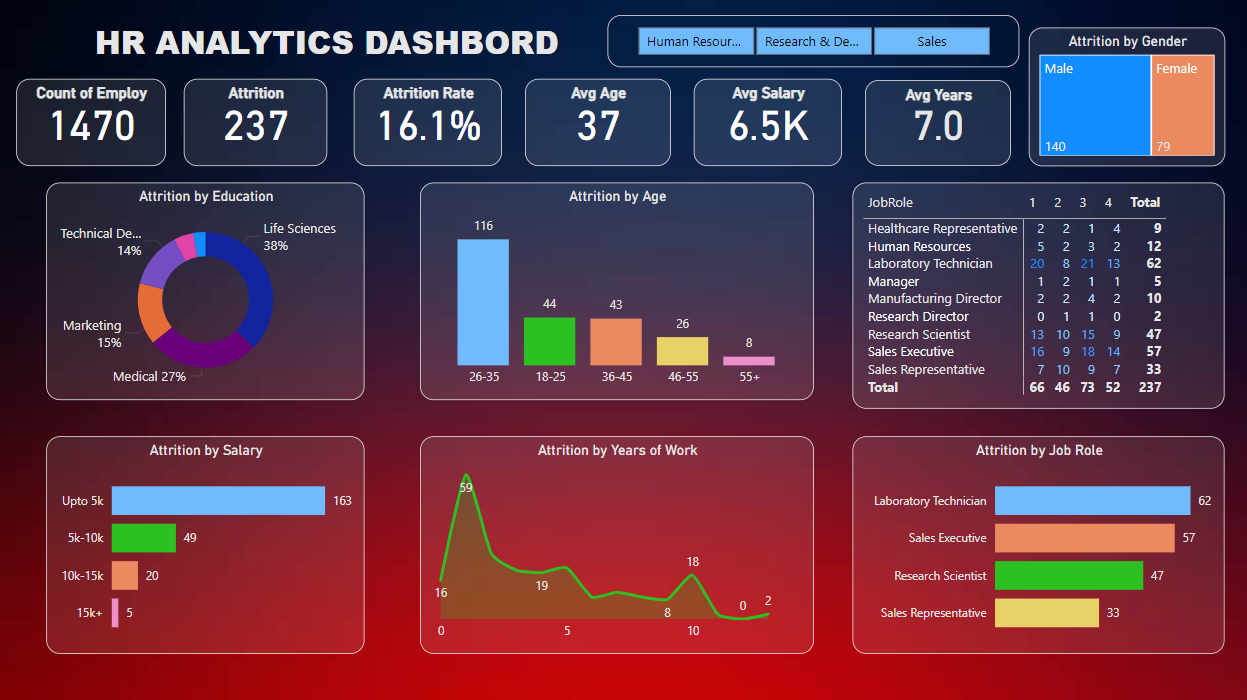 HR ANALYTICS DASHBORD
Human Resour...
Research & De...
Sales
Attrition by Gender
Male
Female
140
79
Count of Employ
1470
Attrition
237
Attrition Rate
16.1%
Avg Age
37
Avg Salary
6.5K
Avg Years
7.0
Attrition by Education
Life Sciences
38%
Technical De...
14%
Marketing
15%
Medical 27%
Attrition by Age
116
44
43
26
8
26-35
18-25
36-45
46-55
55+
JobRole 1 2 3 4 Total
Healthcare Representative 2 2 1 4 9
Human Resources 5 2 3 2 12
Laboratory Technician 20 8 21 13 62
Manager 1 2 1 1 5
Manufacturing Director 2 2 4 2 10
Research Director 0 1 1 0 2
Research Scientist 13 10 15 9 47
Sales Executive 16 9 18 14 57
Sales Representative 7 10 9 7 33
Total 66 46 73 52 237
Attrition by Salary
Upto 5k 163
5k-10k 49
10k-15k 20
15k+ 5
Attrition by Years of Work
59
16
19
18
8
0
2
0
5
10
Attrition by Job Role
Laboratory Technician 62
Sales Executive 57
Research Scientist 47
Sales Representative 33